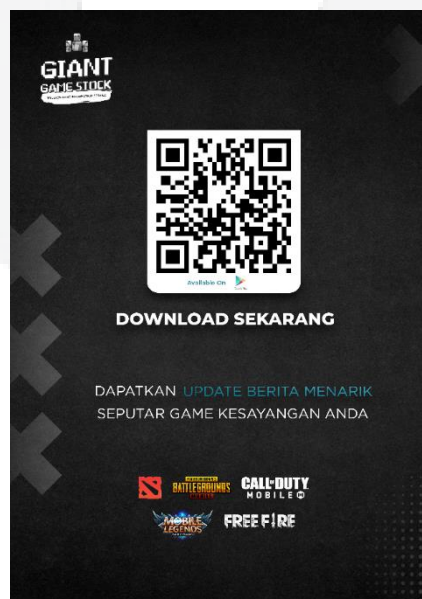 GIANT
GAME STOCK
Available On
DOWNLOAD SEKARANG
DAPATKAN UPDATE BERITA MENARIK
SEPUTAR GAME KESAYANGAN ANDA
BATTLEGROUNDS
CALL OF DUTY
MOBILE
MOBILE
LEGENDS
FREE FIRE